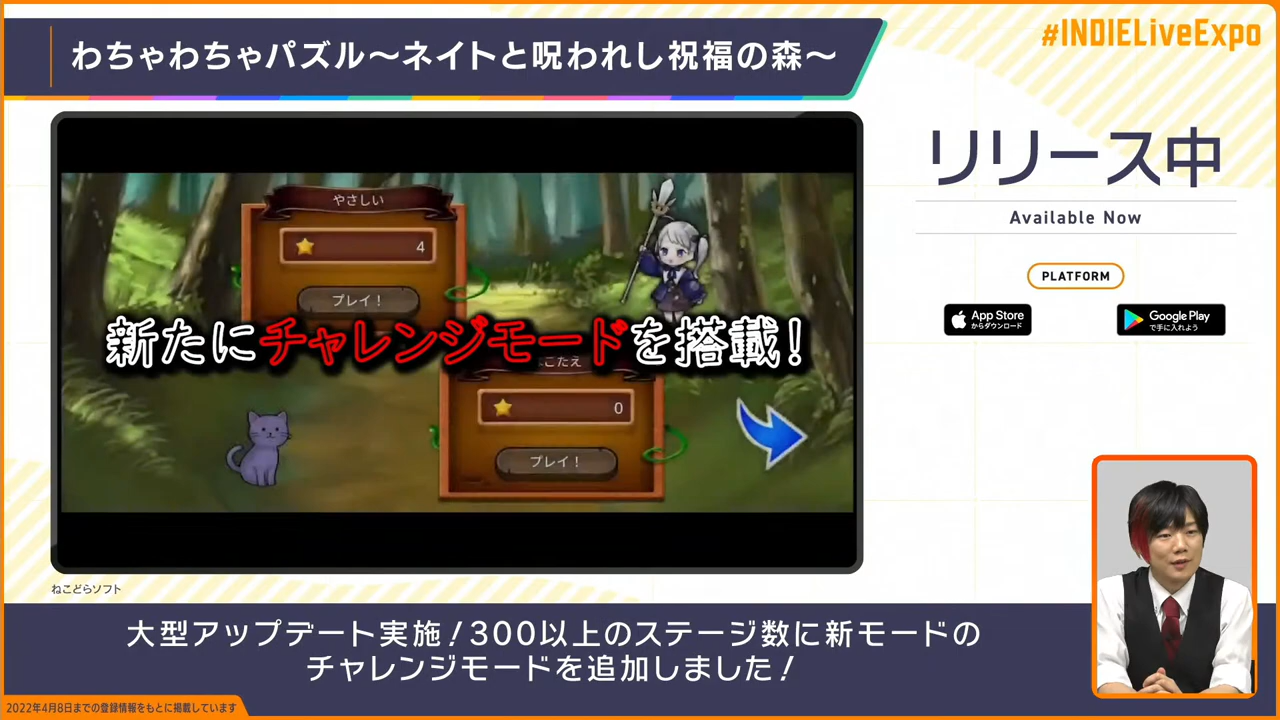 わちゃわちゃパズル～ネイトと呪われし祝福の森～
#INDIELiveExpo
リリース中
Available Now
PLATFORM
App Store
からダウンロード
Google Play
で手に入れよう
やさしい
4
プレイ！
新たにチャレンジモードを搭載！
ごたえ
0
プレイ！
ねこどらソフト
大型アップデート実施！300以上のステージ数に新モードの
チャレンジモードを追加しました！
2022年4月8日までの登録情報をもとに掲載しています